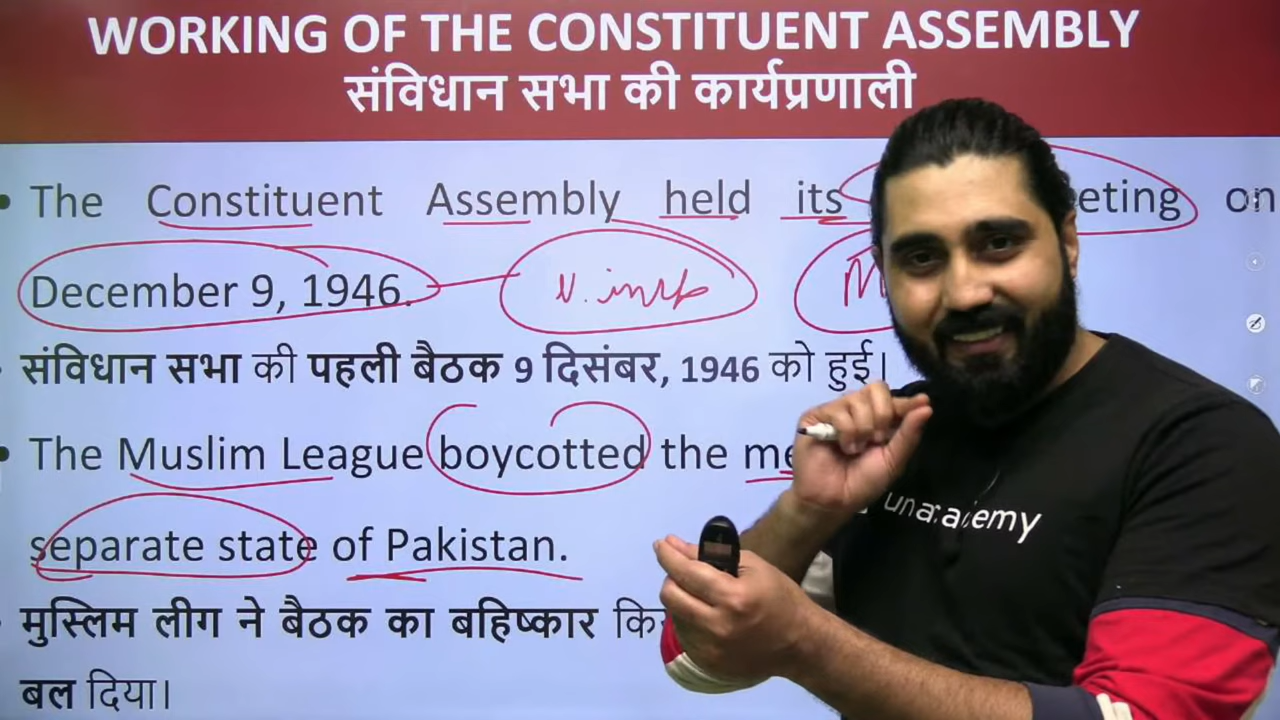 WORKING OF THE CONSTITUENT ASSEMBLY
संविधान सभा की कार्यप्रणाली
• The Constituent Assembly held its eeting on
December 9, 1946.
• संविधान सभा की पहली बैठक 9 दिसंबर, 1946 को हुई।
• The Muslim League boycotted the me
separate state of Pakistan.
• मुस्लिम लीग ने बैठक का बहिष्कार कि
बल दिया।
unacademy